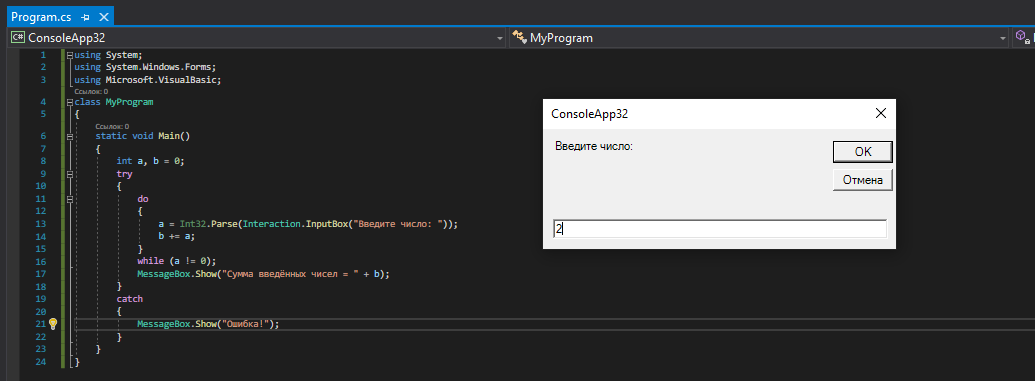 Program.cs
ConsoleApp32
MyProgram
1 using System;
2 using System.Windows.Forms;
3 using Microsoft.VisualBasic;
Ссылок: 0
4 class MyProgram
5 {
Ссылок: 0
6 static void Main()
7 {
8 int a, b = 0;
9 try
10 {
11 do
12 {
13 a = Int32.Parse(Interaction.InputBox("Введите число: "));
14 b += a;
15 }
16 while (a != 0);
17 MessageBox.Show("Сумма введённых чисел = " + b);
18 }
19 catch
20 {
21 MessageBox.Show("Ошибка!");
22 }
23 }
24 }
ConsoleApp32
Введите число:
OK
Отмена
2